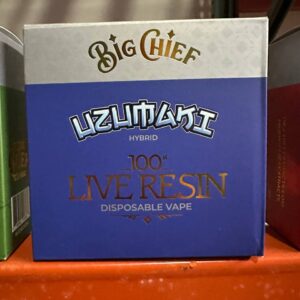 BIG CHIEF
UZUMAKI
HYBRID
100%
LIVE RESIN
DISPOSABLE VAPE